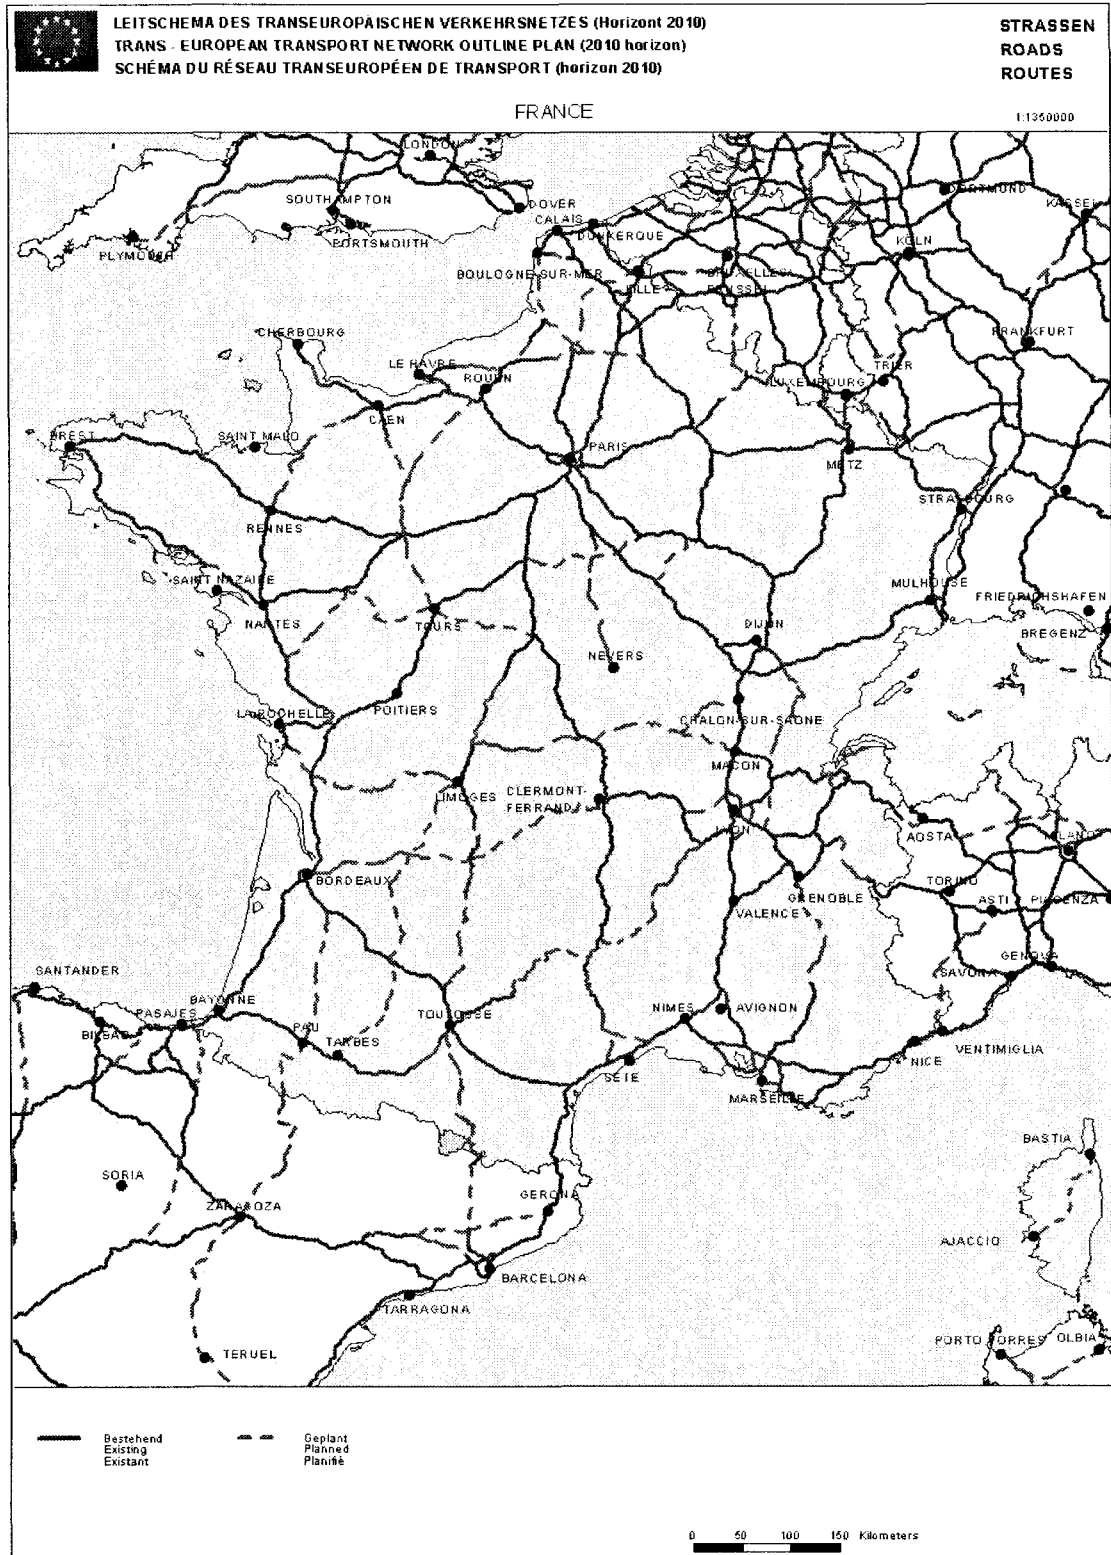 LEITSCHEMA DES TRANSEUROPÄISCHEN VERKEHRSNETZES (Horizont 2010)
TRANS - EUROPEAN TRANSPORT NETWORK OUTLINE PLAN (2010 horizon)
SCHÉMA DU RÉSEAU TRANSEUROPÉEN DE TRANSPORT (horizon 2010)
STRASSEN
ROADS
ROUTES
FRANCE
1:1350000
LONDON
DORTMUND
KASSEL
SOUTHAMPTON
DOVER
CALAIS
DUNKERQUE
PORTSMOUTH
KÖLN
PLYMOUTH
BOULOGNE-SUR-MER
LILLE
BRUXELLES/
BRUSSEL
CHERBOURG
FRANKFURT
LE HAVRE
ROUEN
TRIER
LUXEMBOURG
CAEN
BREST
SAINT MALO
PARIS
METZ
STRASBOURG
RENNES
SAINT NAZAIRE
MULHOUSE
FRIEDRICHSHAFEN
NANTES
TOURS
DIJON
BREGENZ
NEVERS
LA ROCHELLE
POITIERS
CHALON-SUR-SAONE
MACON
LIMOGES
CLERMONT-
FERRAND
LYON
AOSTA
MILANO
BORDEAUX
GRENOBLE
TORINO
VALENCE
ASTI
PIACENZA
SANTANDER
SAVONA
GENOVA
BAYONNE
PASAJES
BILBAO
TOULOUSE
NIMES
AVIGNON
PAU
TARBES
VENTIMIGLIA
NICE
SETE
MARSEILLE
BASTIA
SORIA
GERONA
ZARAGOZA
AJACCIO
BARCELONA
TARRAGONA
PORTO TORRES
OLBIA
TERUEL
Bestehend
Existing
Existant
Geplant
Planned
Planifié
0 50 100 150 Kilometers